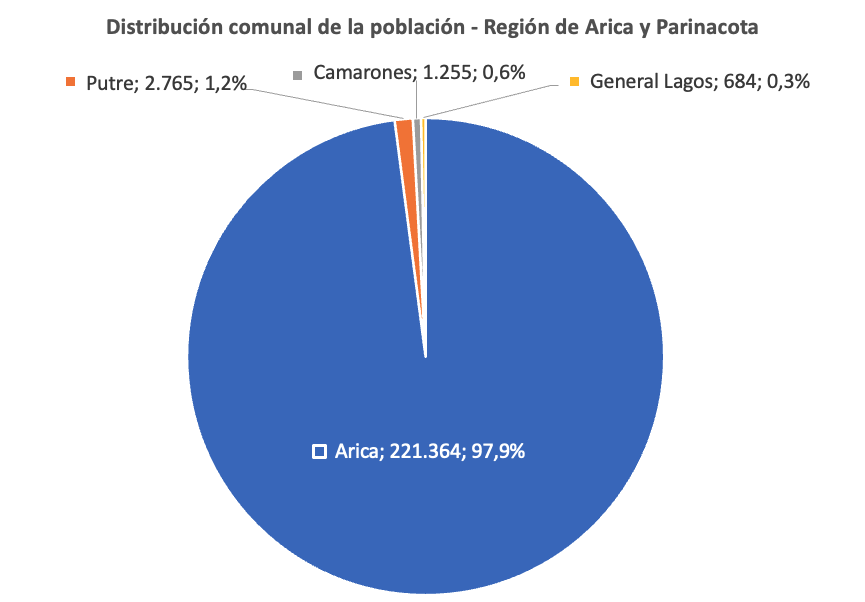 Distribución comunal de la población - Región de Arica y Parinacota
Putre; 2.765; 1,2%
Camarones; 1.255; 0,6%
General Lagos; 684; 0,3%
Arica; 221.364; 97,9%